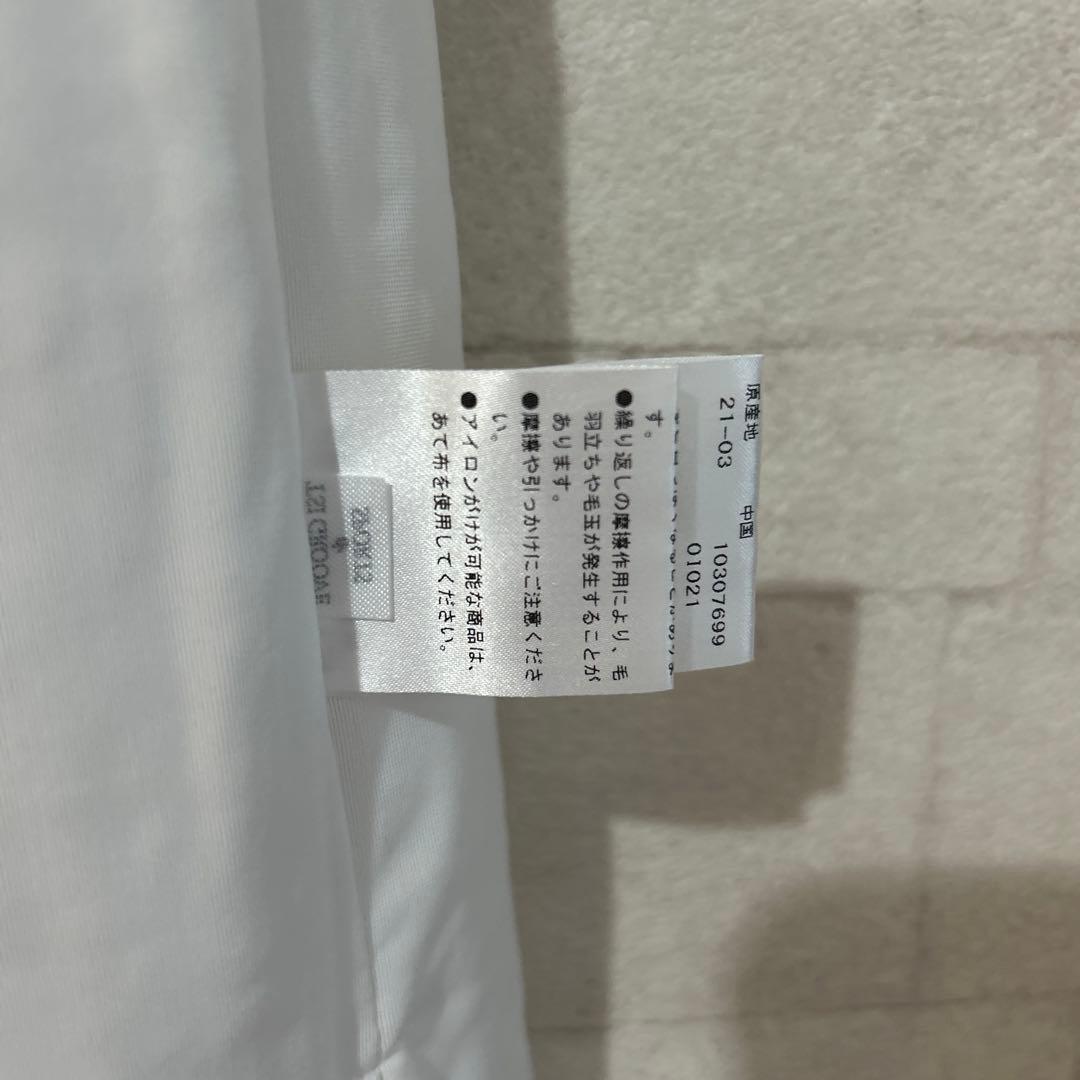 原産地 中国
21-03 10307699
01021
す。
●繰り返しの摩擦作用により、毛
羽立ちや毛玉が発生することが
あります。
●摩擦や引っかけにご注意くださ
い。
●アイロンがけが可能な商品は、
あて布を使用してください。